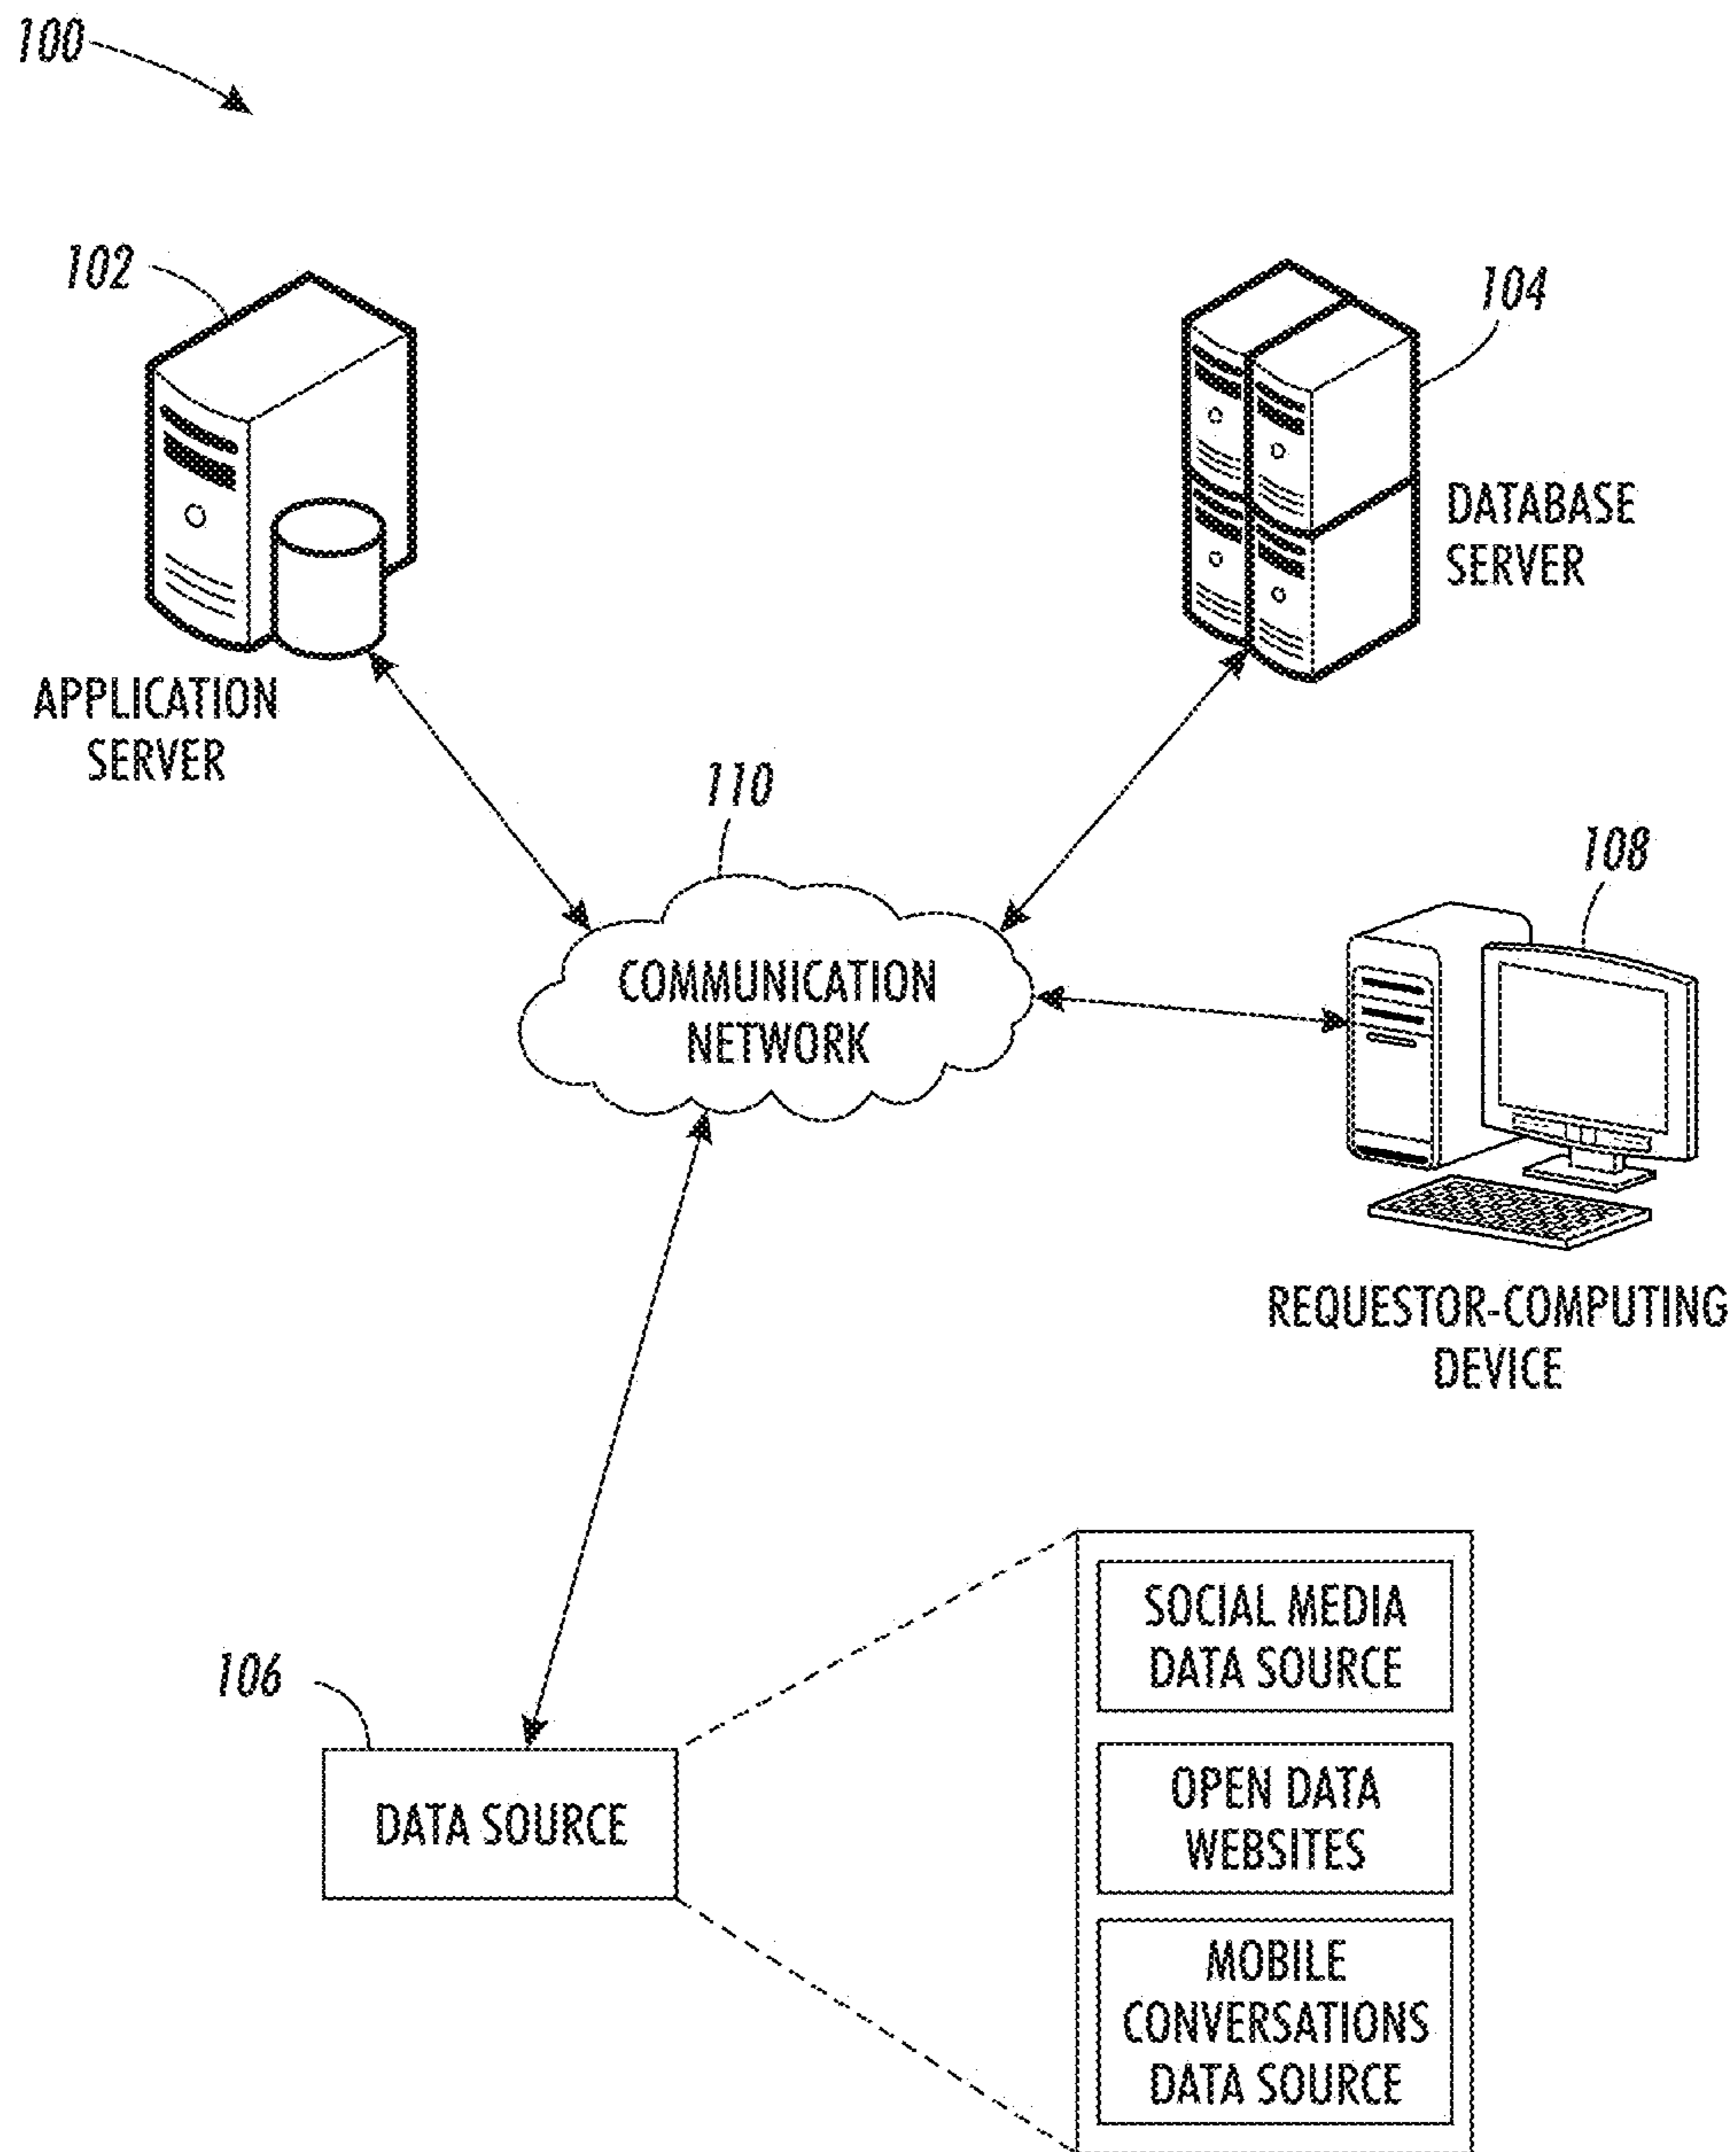 100
102
104
DATABASE
SERVER
APPLICATION
SERVER
110
108
COMMUNICATION
NETWORK
REQUESTOR-COMPUTING
DEVICE
106
DATA SOURCE
SOCIAL MEDIA
DATA SOURCE
OPEN DATA
WEBSITES
MOBILE
CONVERSATIONS
DATA SOURCE